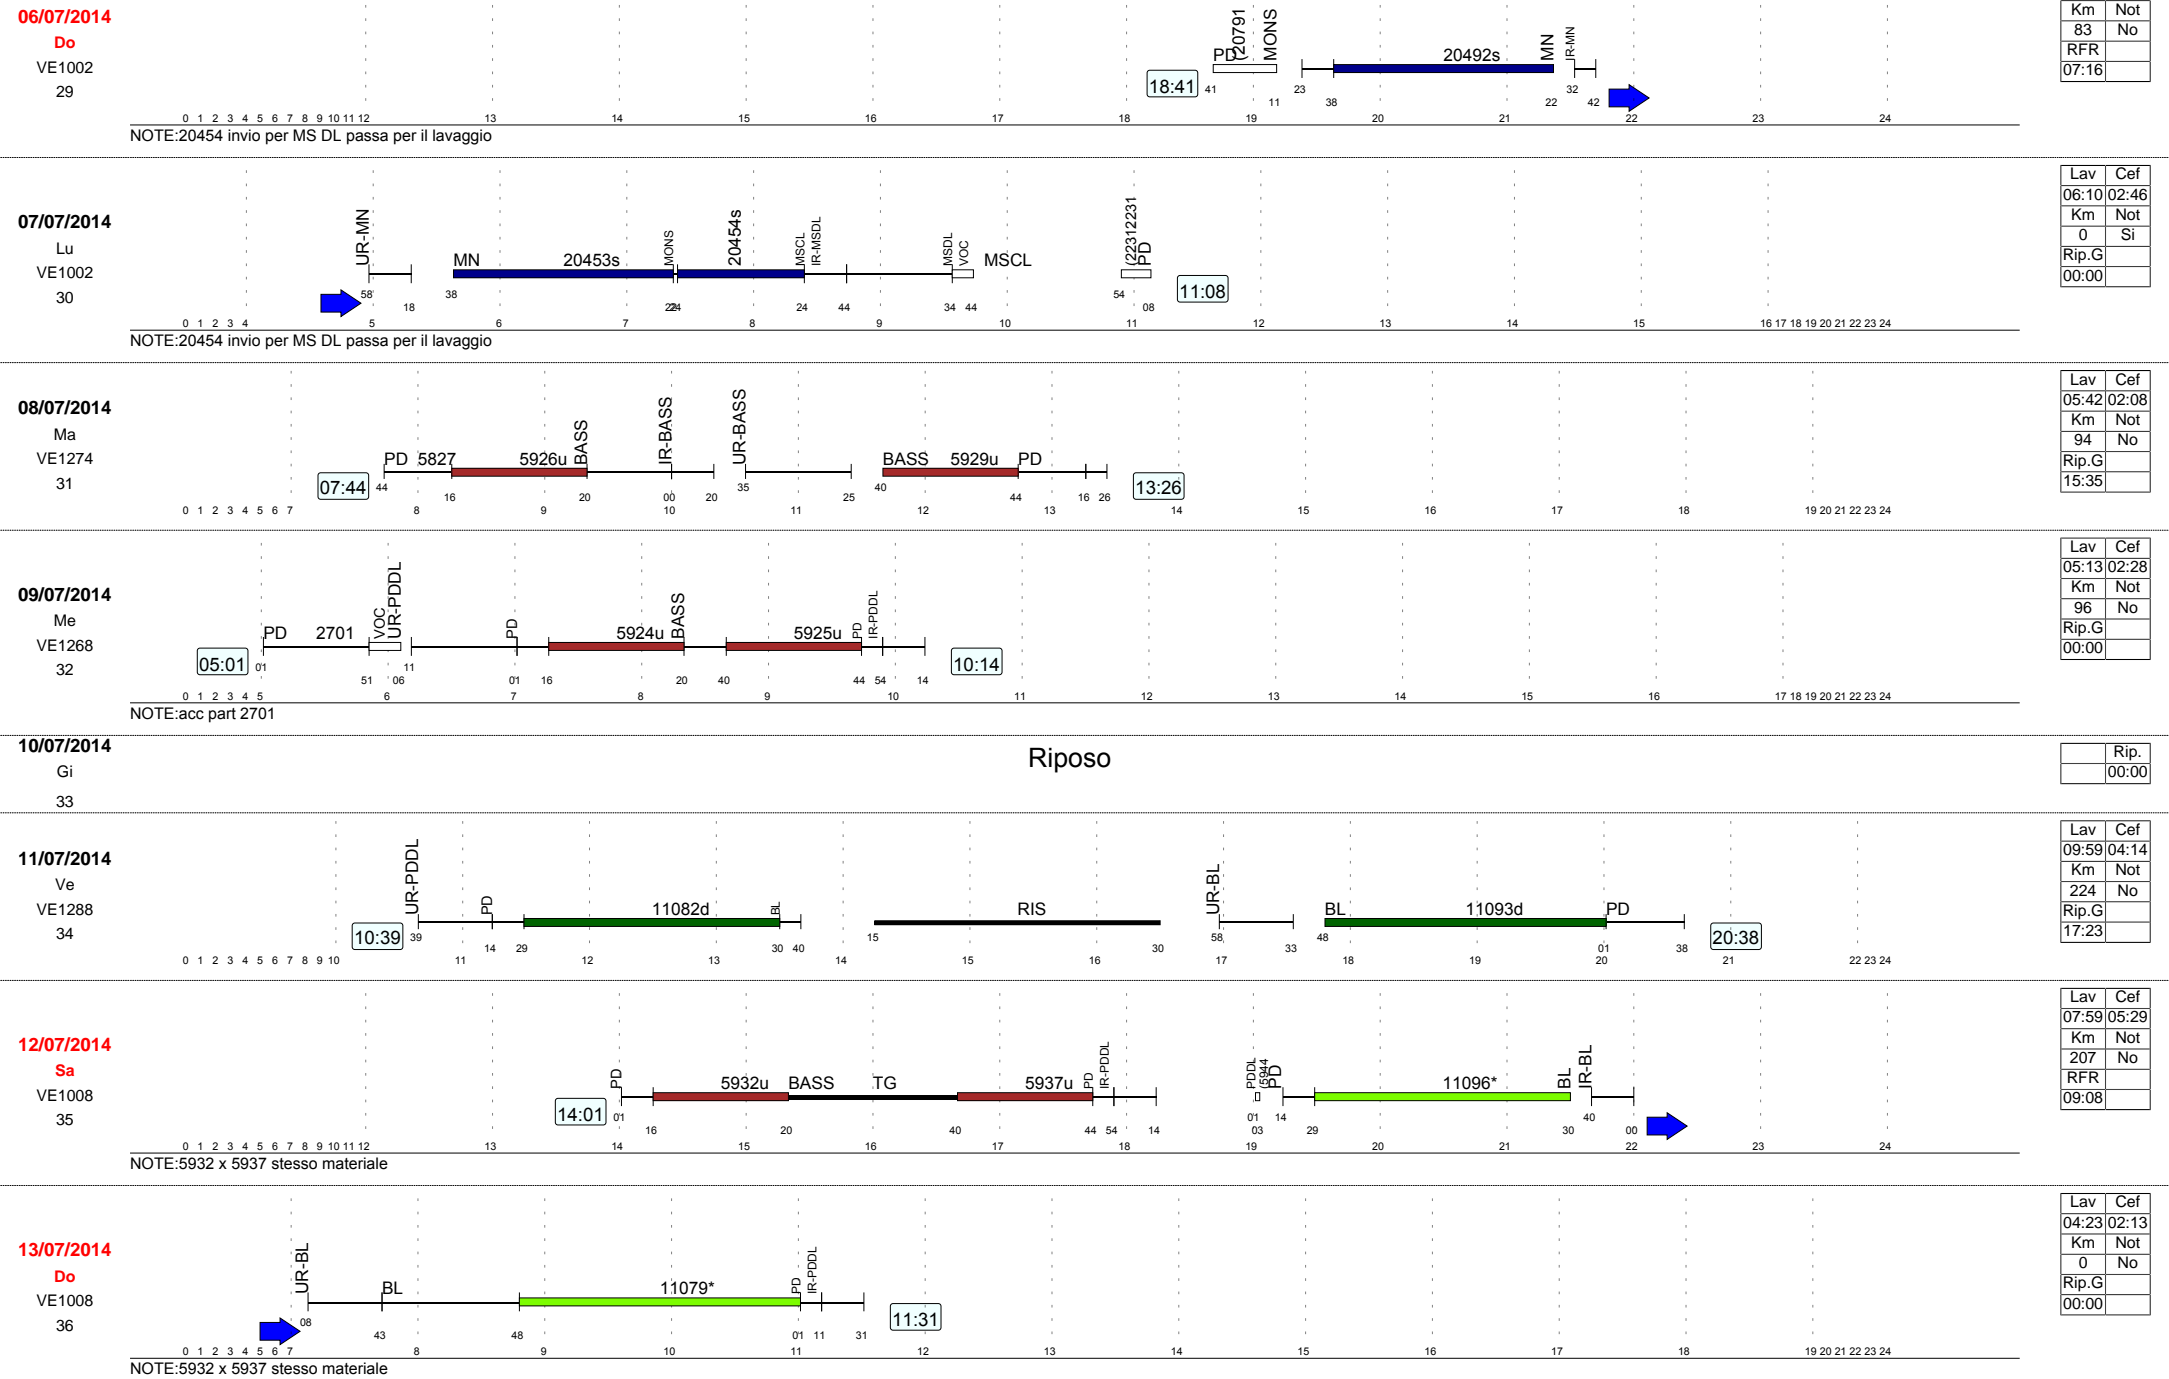 06/07/2014
Do
VE1002
29
18:41
PD
(20791
MONS
20492s
MN
IR-MN
41 11 23 38 22 32 42
0 1 2 3 4 5 6 7 8 9 10 11 12 13 14 15 16 17 18 19 20 21 22 23 24
NOTE:20454 invio per MS DL passa per il lavaggio
Km Not
83 No
RFR
07:16
07/07/2014
Lu
VE1002
30
UR-MN
MN
20453s
MONS
20454s
MSCL
IR-MSDL
MSDL
VOC
MSCL
(22312231
PD
11:08
58 18 38 22 24 24 44 34 44 54 08
0 1 2 3 4 5 6 7 8 9 10 11 12 13 14 15 16 17 18 19 20 21 22 23 24
NOTE:20454 invio per MS DL passa per il lavaggio
Lav Cef
06:10 02:46
Km Not
0 Si
Rip.G
00:00
08/07/2014
Ma
VE1274
31
07:44
PD 5827
5926u
BASS
IR-BASS
UR-BASS
BASS 5929u PD
13:26
44 16 20 00 20 35 25 40 44 16 26
0 1 2 3 4 5 6 7 8 9 10 11 12 13 14 15 16 17 18 19 20 21 22 23 24
Lav Cef
05:42 02:08
Km Not
94 No
Rip.G
15:35
09/07/2014
Me
VE1268
32
05:01
PD 2701
VOC
UR-PDDL
PD
5924u
BASS
5925u
PD
IR-PDDL
10:14
01 51 06 11 01 16 20 40 44 54 14
0 1 2 3 4 5 6 7 8 9 10 11 12 13 14 15 16 17 18 19 20 21 22 23 24
NOTE:acc part 2701
Lav Cef
05:13 02:28
Km Not
96 No
Rip.G
00:00
10/07/2014
Gi
33
Riposo
Rip.
00:00
11/07/2014
Ve
VE1288
34
10:39
UR-PDDL
PD
11082d
BL
RIS
UR-BL
BL 11093d PD
20:38
39 14 29 30 40 15 30 58 33 48 01 38
0 1 2 3 4 5 6 7 8 9 10 11 12 13 14 15 16 17 18 19 20 21 22 23 24
Lav Cef
09:59 04:14
Km Not
224 No
Rip.G
17:23
12/07/2014
Sa
VE1008
35
14:01
PD
5932u BASS TG 5937u
PD
IR-PDDL
PDDL
(5944
PD
11096*
BL
IR-BL
01 16 20 40 44 54 14 01 03 14 29 30 40 00
0 1 2 3 4 5 6 7 8 9 10 11 12 13 14 15 16 17 18 19 20 21 22 23 24
NOTE:5932 x 5937 stesso materiale
Lav Cef
07:59 05:29
Km Not
207 No
RFR
09:08
13/07/2014
Do
VE1008
36
UR-BL
BL
11079*
PD
IR-PDDL
11:31
08 43 48 01 11 31
0 1 2 3 4 5 6 7 8 9 10 11 12 13 14 15 16 17 18 19 20 21 22 23 24
NOTE:5932 x 5937 stesso materiale
Lav Cef
04:23 02:13
Km Not
0 No
Rip.G
00:00